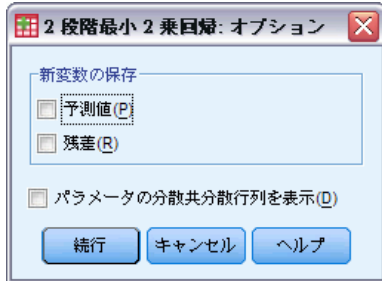 2 段階最小 2 乗回帰: オプション
新変数の保存
予測値(P)
残差(R)
パラメータの分散共分散行列を表示(D)
続行 キャンセル ヘルプ